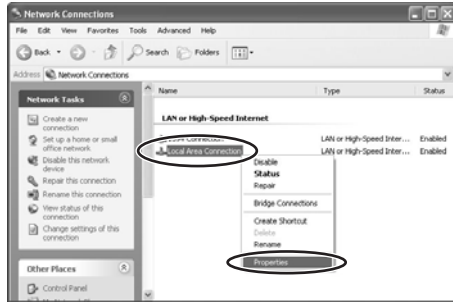 Network Connections
File Edit View Favorites Tools Advanced Help
Back Search Folders
Address Network Connections
Name Type Status
Network Tasks
Create a new
connection
Set up a home or small
office network
Disable this network
device
Repair this connection
Rename this connection
View status of this
connection
Change settings of this
connection
Other Places
Control Panel
LAN or High-Speed Internet
Connection LAN or High-Speed Inter... Enabled
Local Area Connection LAN or High-Speed Inter... Enabled
Disable
Status
Repair
Bridge Connections
Create Shortcut
Delete
Rename
Properties